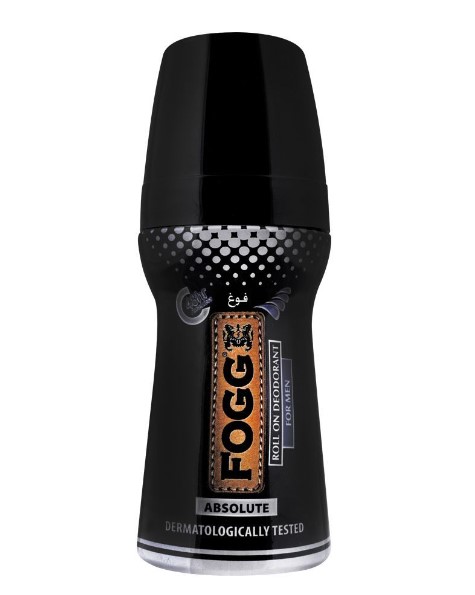 فوغ
FOGG
ROLL ON DEODORANT
FOR MEN
ABSOLUTE
DERMATOLOGICALLY TESTED